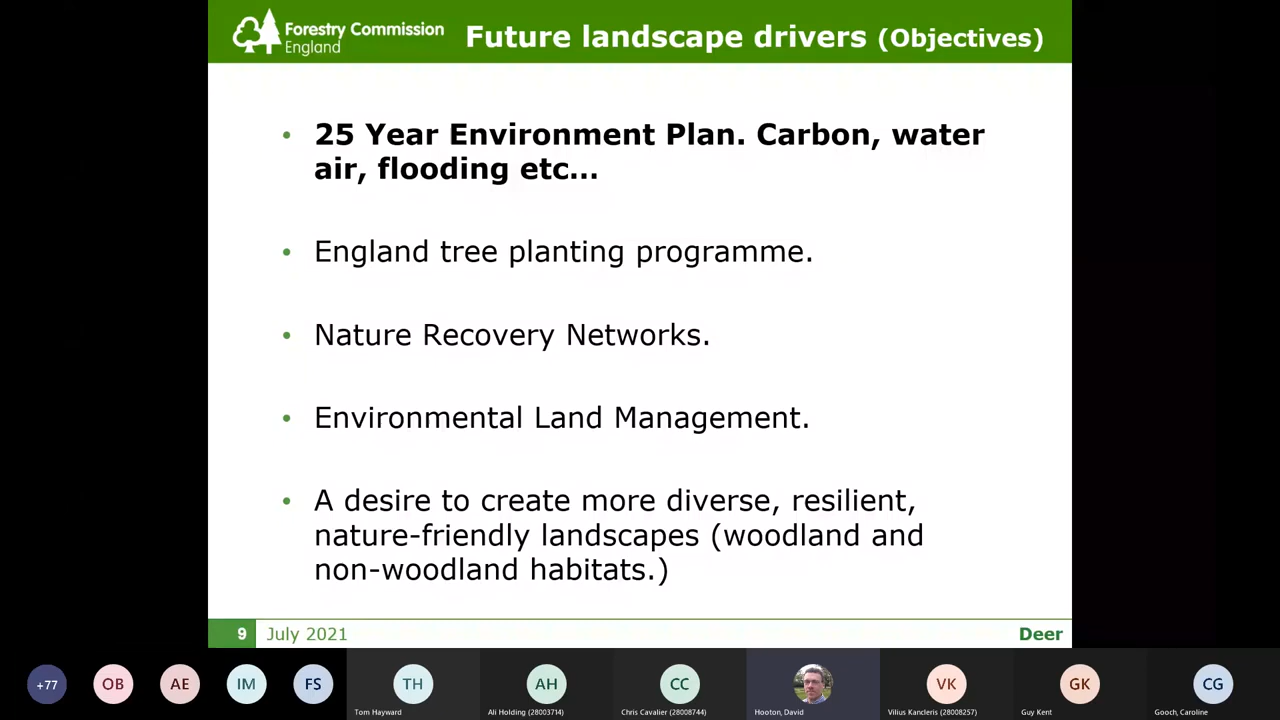 Forestry Commission
England
Future landscape drivers (Objectives)
• 25 Year Environment Plan. Carbon, water
air, flooding etc...
• England tree planting programme.
• Nature Recovery Networks.
• Environmental Land Management.
• A desire to create more diverse, resilient,
nature-friendly landscapes (woodland and
non-woodland habitats.)
9 July 2021 Deer
+77 OB AE IM FS TH AH CC VK GK CG
Tom Hayward Ali Holding (28003714) Chris Cavalier (28008744) Hooton, David Vilius Kancleris (28008257) Guy Kent Gooch, Caroline